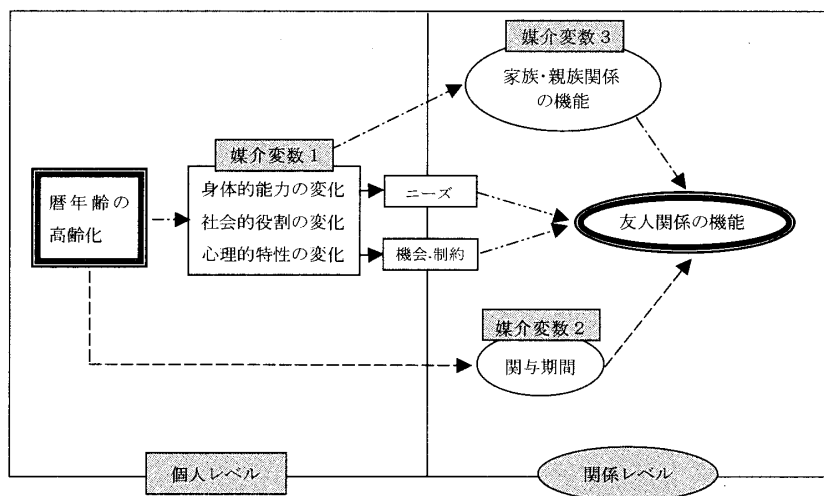 媒介変数3
家族・親族関係
の機能
媒介変数1
身体的能力の変化
社会的役割の変化
心理的特性の変化
暦年齢の
高齢化
ニーズ
機会・制約
友人関係の機能
媒介変数2
関与期間
個人レベル
関係レベル